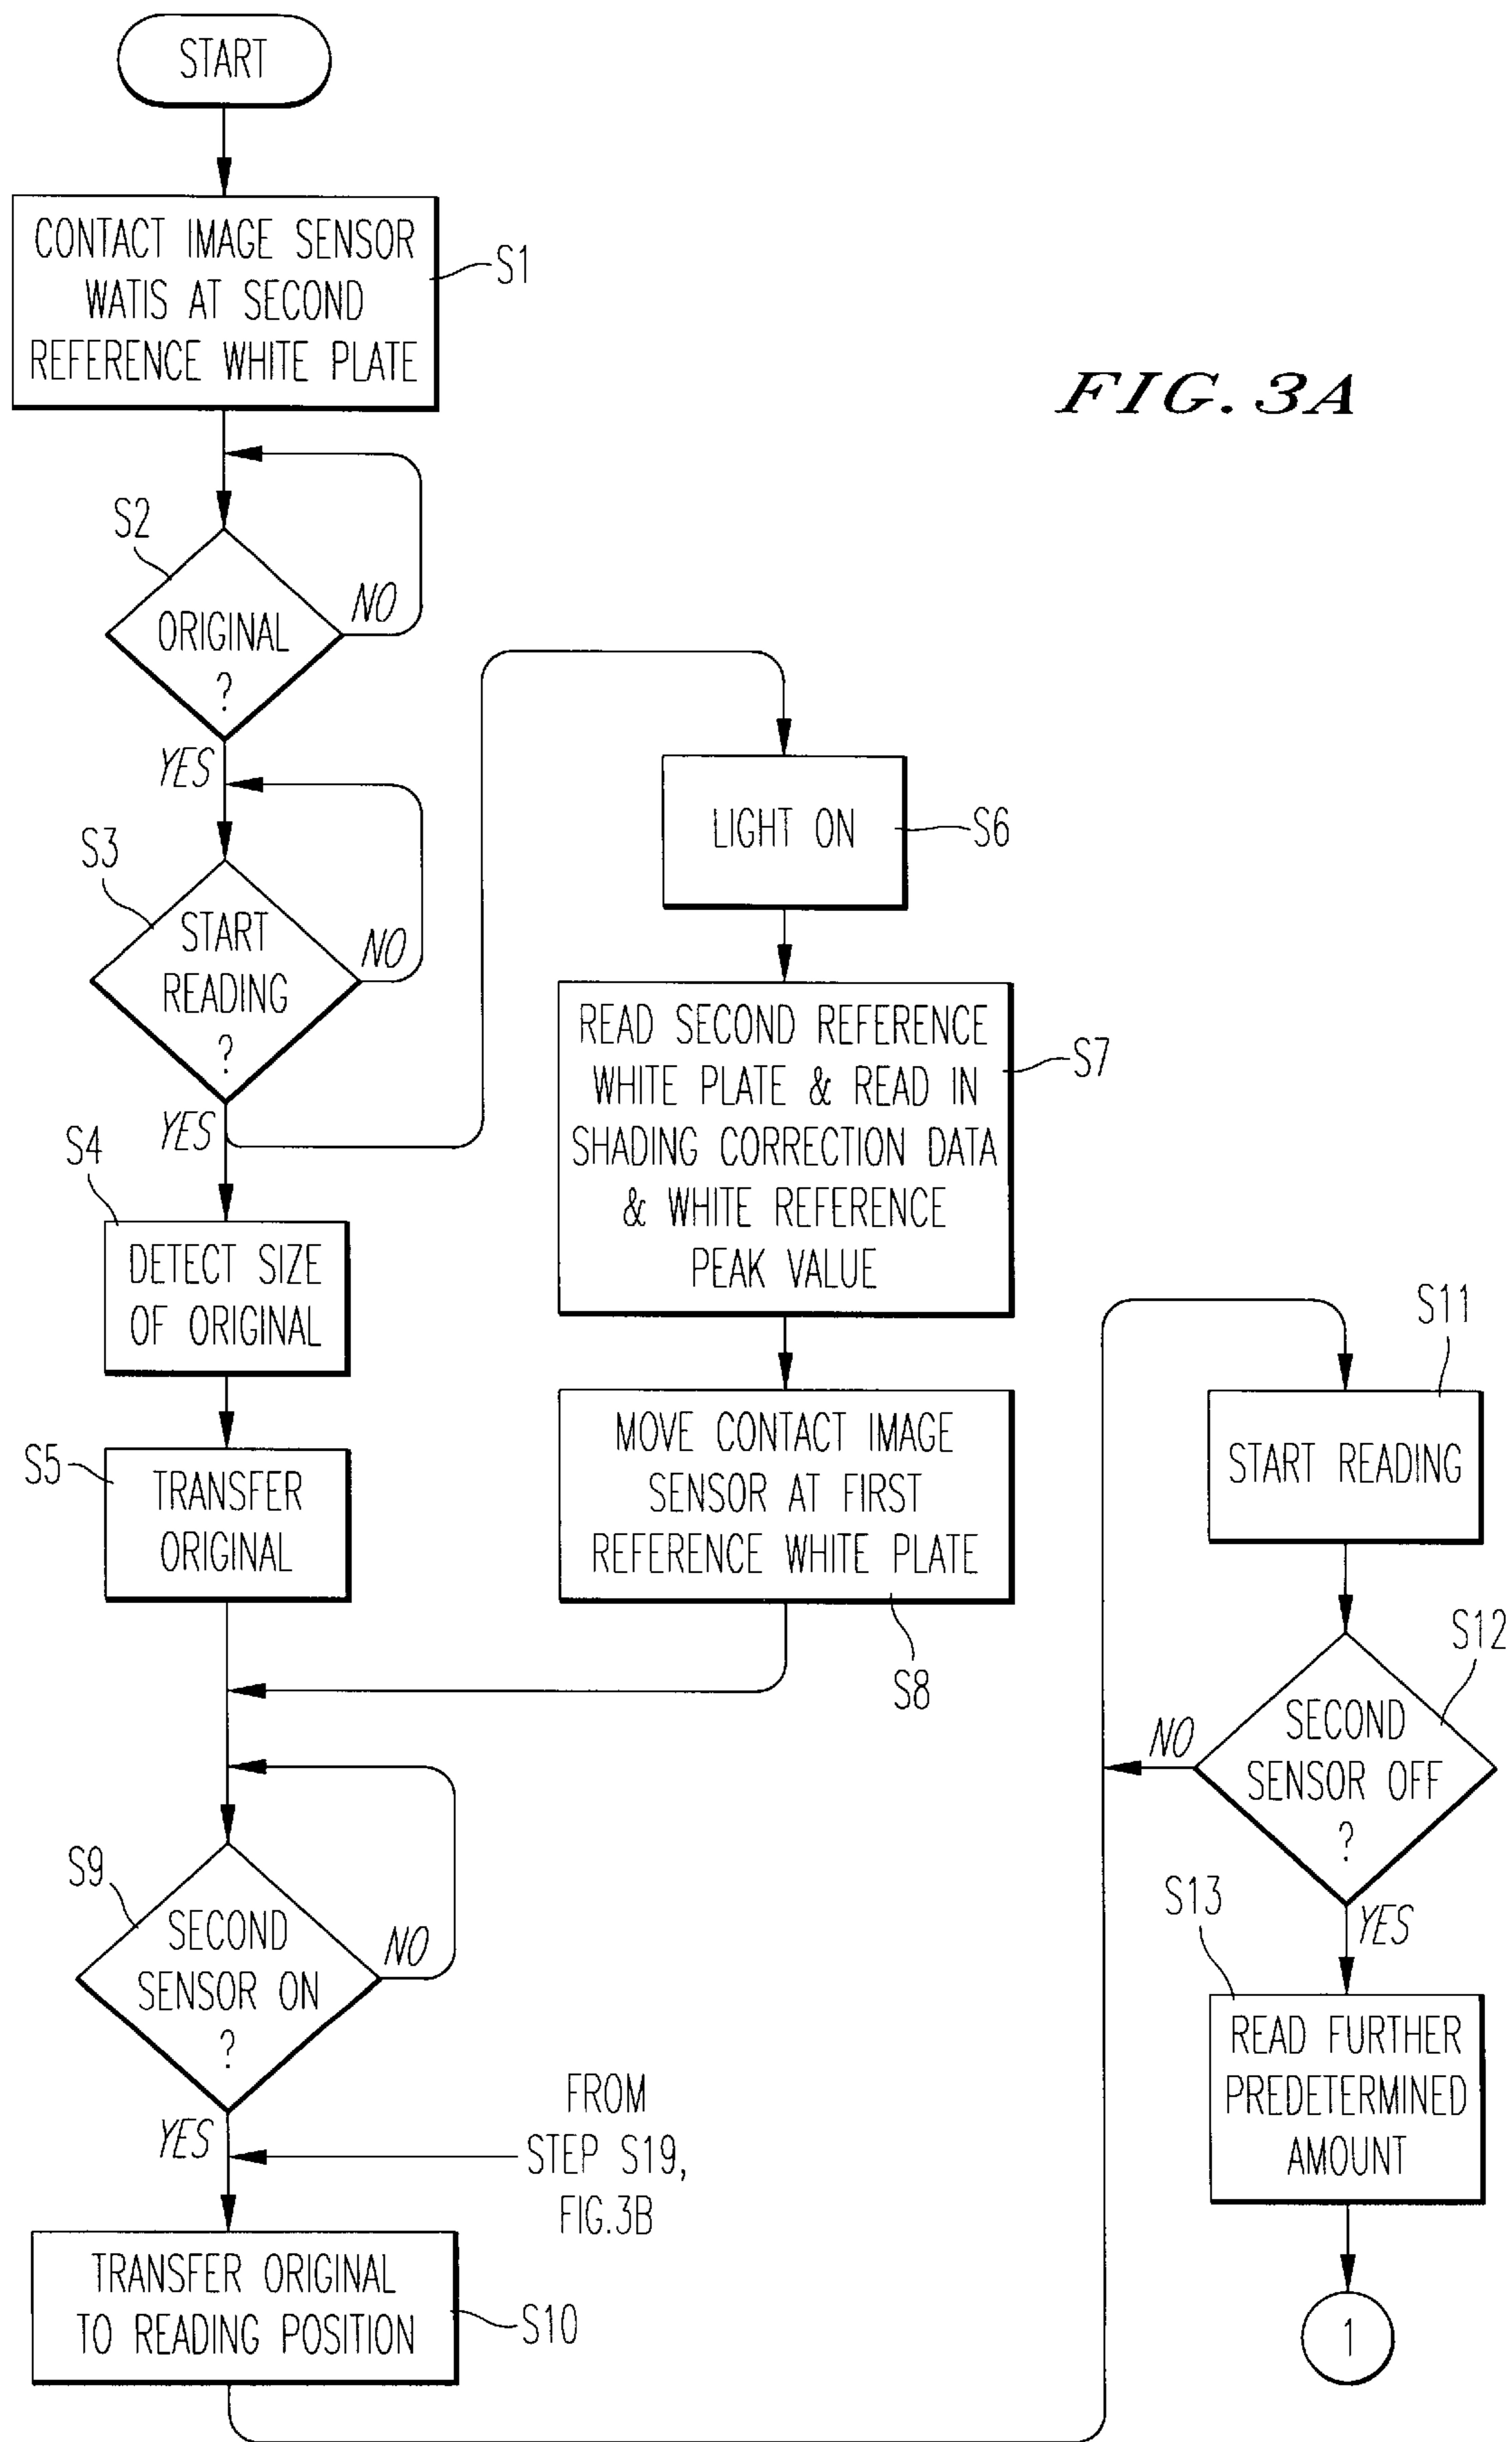 START
CONTACT IMAGE SENSOR
WATIS AT SECOND
REFERENCE WHITE PLATE
S1
FIG. 3A
S2
ORIGINAL
?
NO
YES
S3
START
READING
?
NO
YES
S4
DETECT SIZE
OF ORIGINAL
S5
TRANSFER
ORIGINAL
LIGHT ON
S6
READ SECOND REFERENCE
WHITE PLATE & READ IN
SHADING CORRECTION DATA
& WHITE REFERENCE
PEAK VALUE
S7
MOVE CONTACT IMAGE
SENSOR AT FIRST
REFERENCE WHITE PLATE
S8
S9
SECOND
SENSOR ON
?
NO
YES
FROM
STEP S19,
FIG.3B
TRANSFER ORIGINAL
TO READING POSITION
S10
S11
START READING
S12
SECOND
SENSOR OFF
?
NO
YES
S13
READ FURTHER
PREDETERMINED
AMOUNT
1